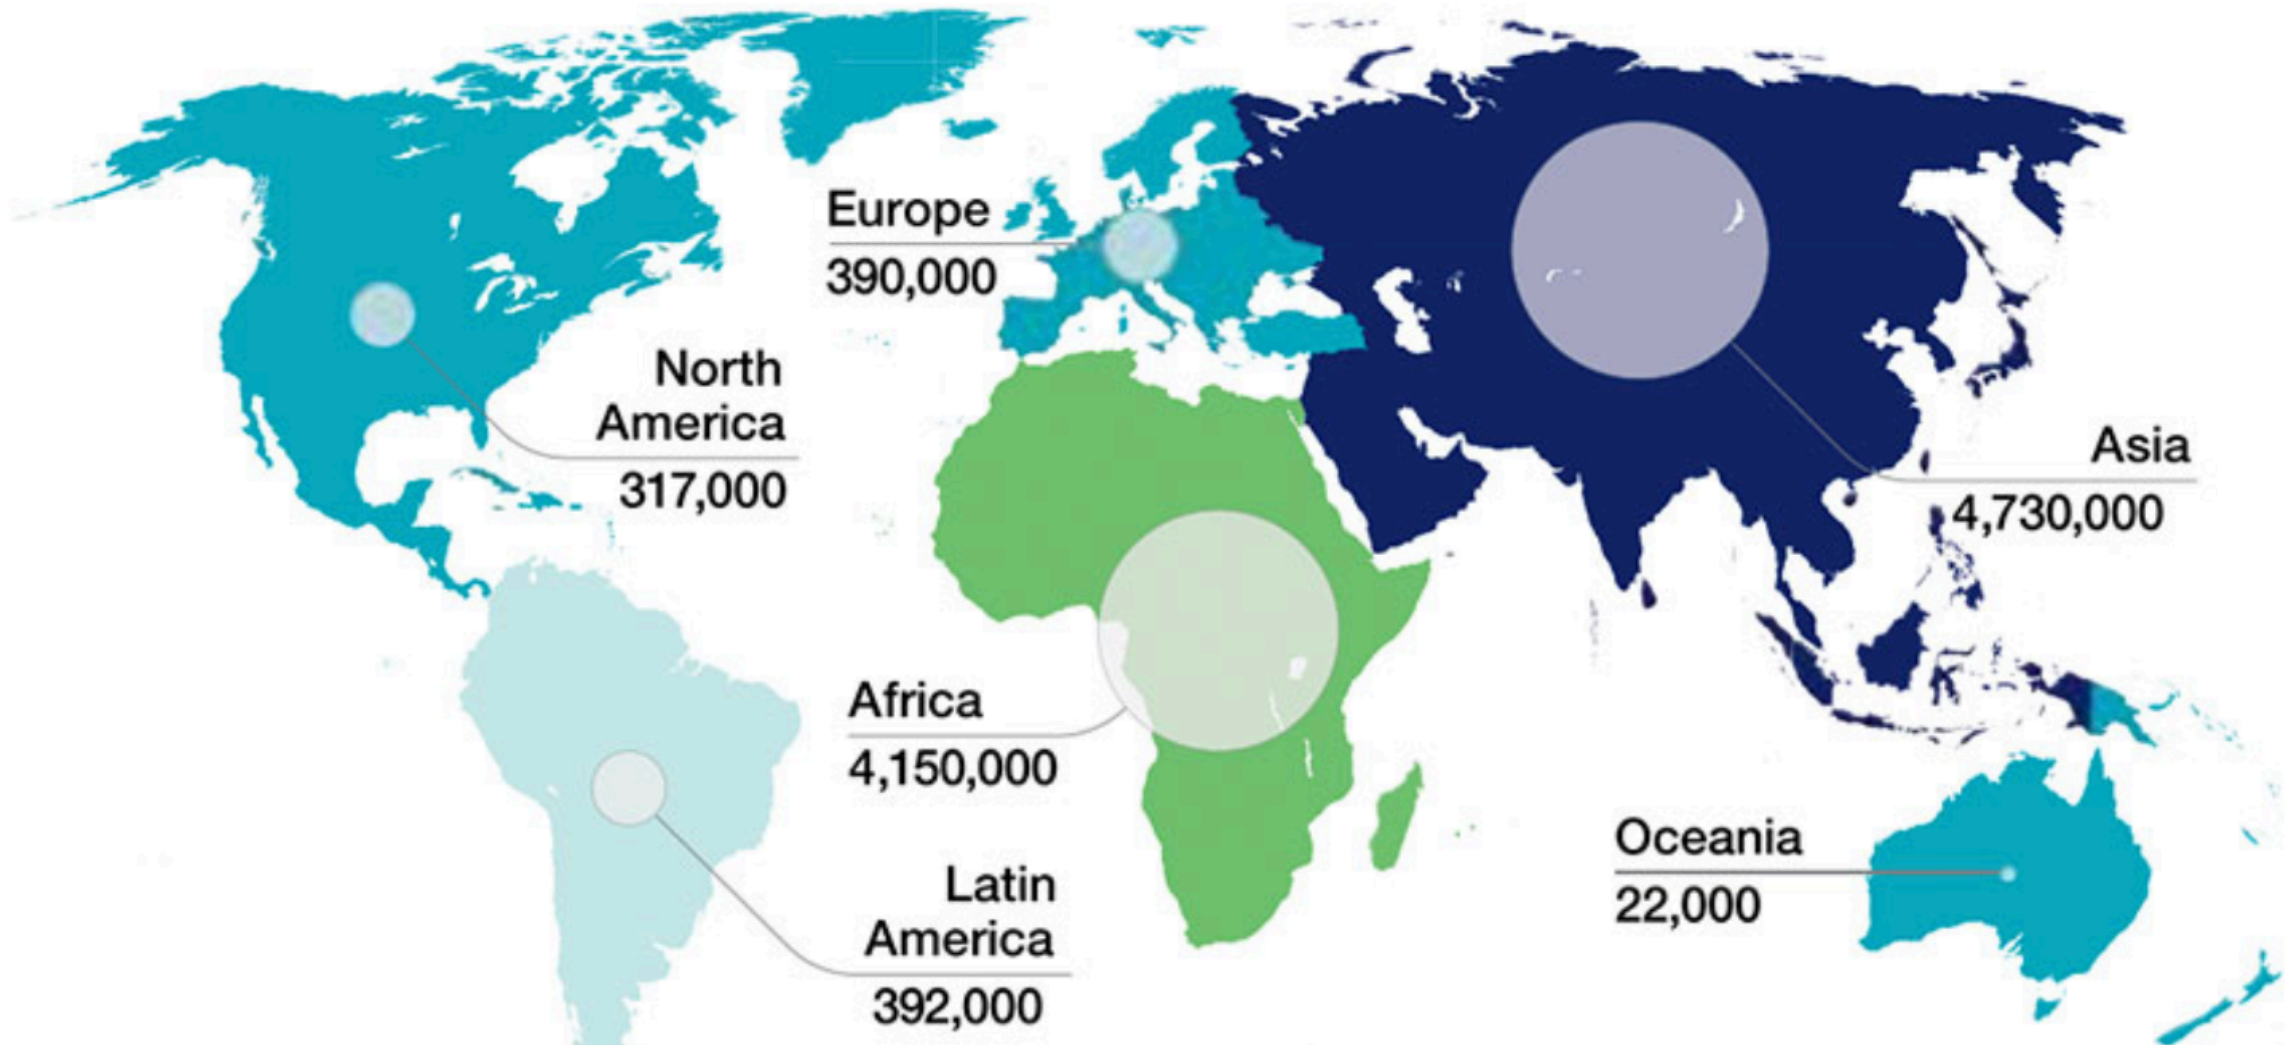 Europe
390,000
North
America
317,000
Asia
4,730,000
Africa
4,150,000
Oceania
22,000
Latin
America
392,000